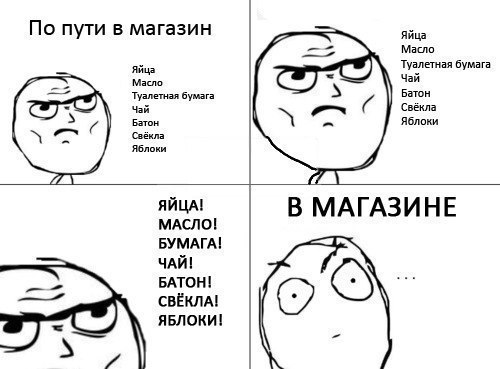 По пути в магазин
Яйца
Масло
Туалетная бумага
Чай
Батон
Свёкла
Яблоки
Яйца
Масло
Туалетная бумага
Чай
Батон
Свёкла
Яблоки
ЯЙЦА!
МАСЛО!
БУМАГА!
ЧАЙ!
БАТОН!
СВЁКЛА!
ЯБЛОКИ!
В МАГАЗИНЕ
...